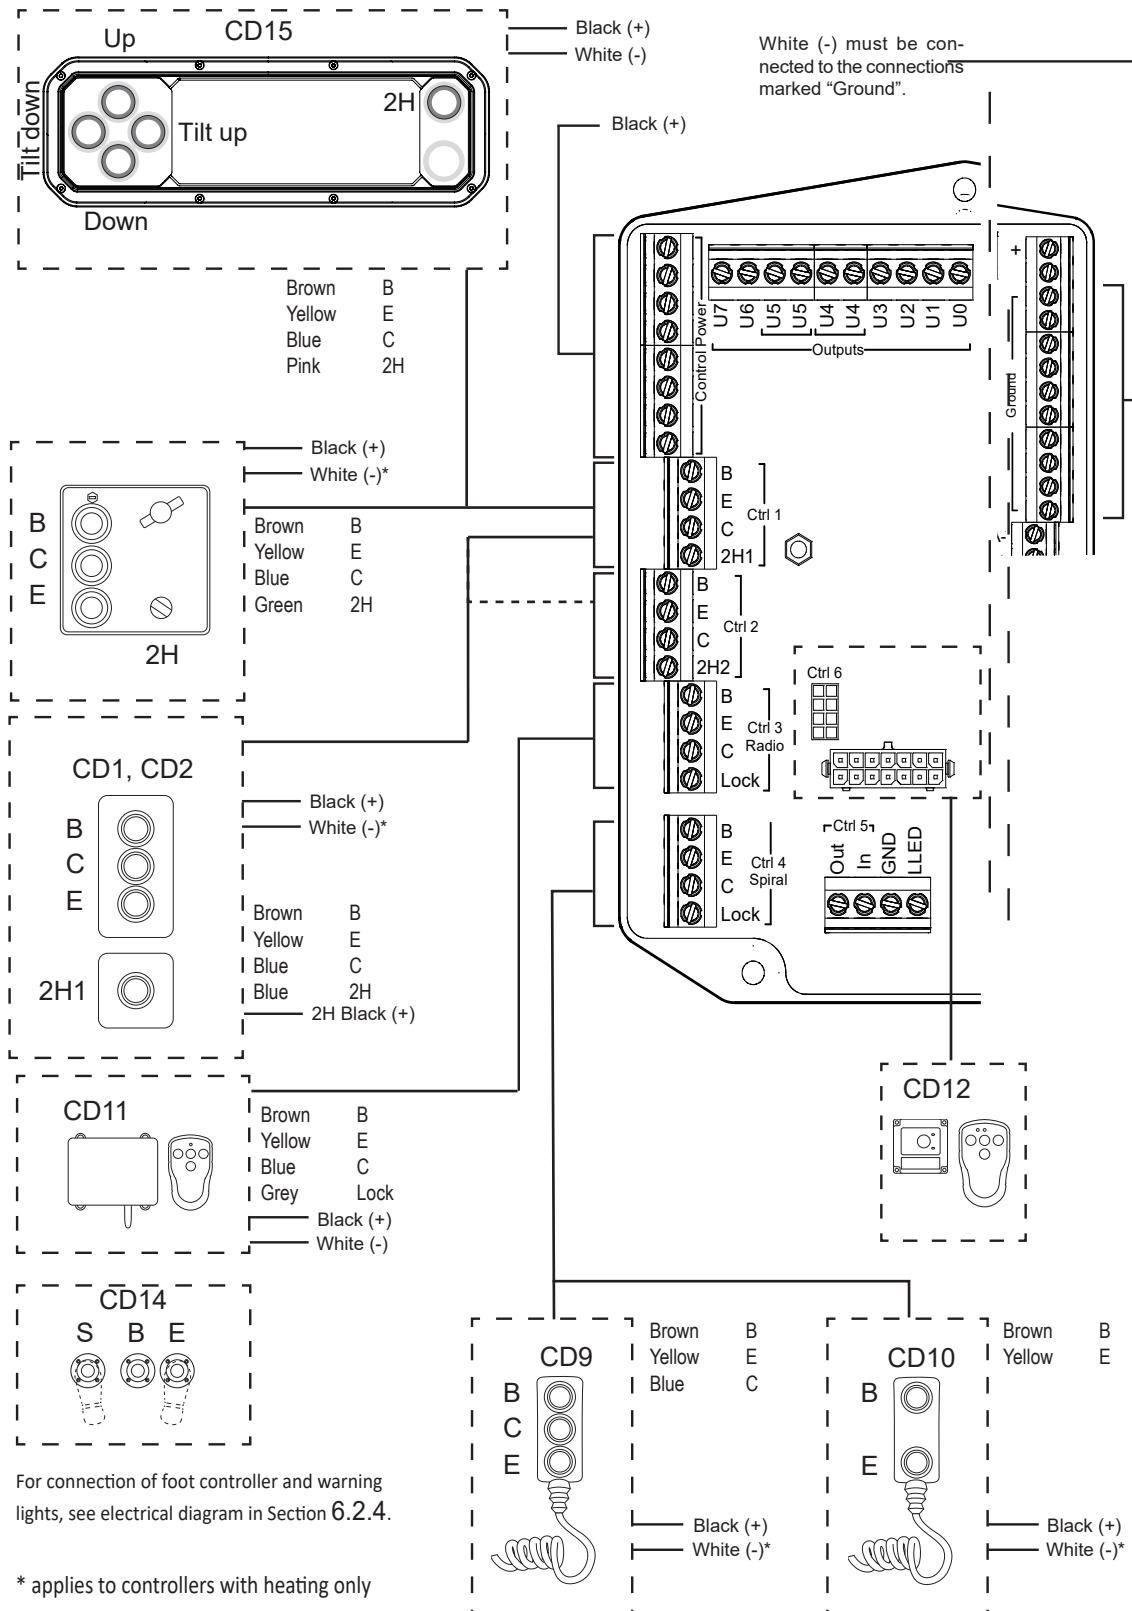 CD15
Up
Tilt down
Tilt up
2H
Down
Black (+)
White (-)
White (-) must be con-
nected to the connections
marked “Ground”.
Black (+)
Brown B
Yellow E
Blue C
Pink 2H
Control Power
U7 U6 U5 U5 U4 U4 U3 U2 U1 U0
Outputs
+
Ground
-
B
E
C
2H1
Ctrl 1
B
E
C
2H2
Ctrl 2
B
E
C
Lock
Ctrl 3
Radio
B
E
C
Lock
Ctrl 4
Spiral
Ctrl 6
Ctrl 5
Out In GND LLED
B
C
E
2H
Black (+)
White (-)*
Brown B
Yellow E
Blue C
Green 2H
CD1, CD2
B
C
E
2H1
Black (+)
White (-)*
Brown B
Yellow E
Blue C
Blue 2H
2H Black (+)
CD11
Brown B
Yellow E
Blue C
Grey Lock
Black (+)
White (-)
CD12
CD14
S B E
For connection of foot controller and warning
lights, see electrical diagram in Section 6.2.4.
* applies to controllers with heating only
CD9
B
C
E
Brown B
Yellow E
Blue C
Black (+)
White (-)*
CD10
B
E
Brown B
Yellow E
Black (+)
White (-)*